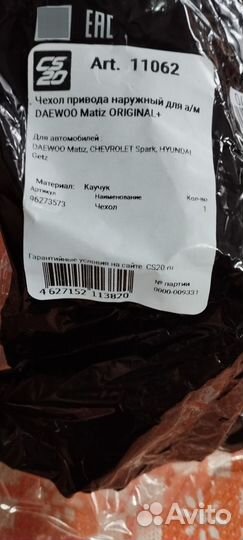 EAC
CS
20
Art. 11062
Чехол привода наружный для а/м
DAEWOO Matiz ORIGINAL+
Для автомобилей:
DAEWOO Matiz, CHEVROLET Spark, HYUNDAI
Getz
Материал: Каучук
Артикул Наименование Кол-во
96273573 Чехол 1
Гарантийные условия на сайте CS20.ru
4 627152 113820
№ партии
0000-009337
Avito